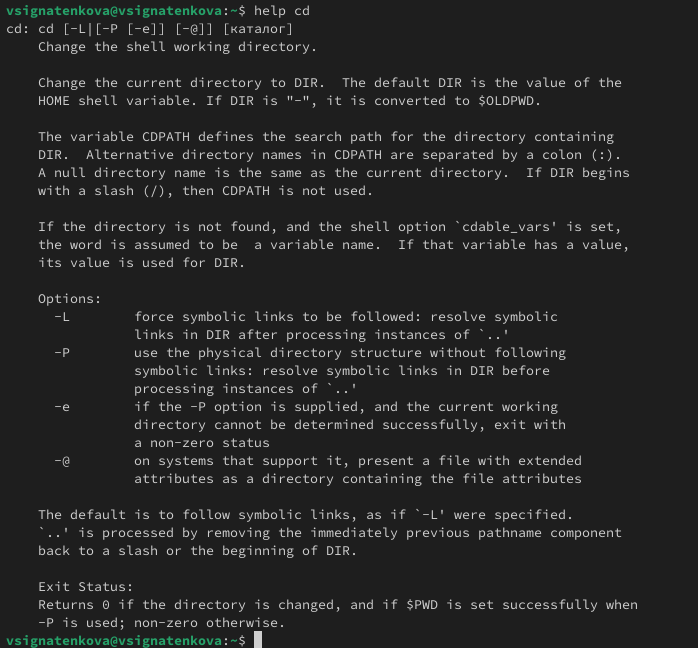 vsignatenkova@vsignatenkova:~$ help cd
cd: cd [-L|[-P [-e]] [-@]] [каталог]
    Change the shell working directory.

    Change the current directory to DIR.  The default DIR is the value of the
    HOME shell variable. If DIR is "-", it is converted to $OLDPWD.

    The variable CDPATH defines the search path for the directory containing
    DIR.  Alternative directory names in CDPATH are separated by a colon (:).
    A null directory name is the same as the current directory.  If DIR begins
    with a slash (/), then CDPATH is not used.

    If the directory is not found, and the shell option `cdable_vars' is set,
    the word is assumed to be  a variable name.  If that variable has a value,
    its value is used for DIR.

    Options:
      -L        force symbolic links to be followed: resolve symbolic
                links in DIR after processing instances of `..'
      -P        use the physical directory structure without following
                symbolic links: resolve symbolic links in DIR before
                processing instances of `..'
      -e        if the -P option is supplied, and the current working
                directory cannot be determined successfully, exit with
                a non-zero status
      -@        on systems that support it, present a file with extended
                attributes as a directory containing the file attributes

    The default is to follow symbolic links, as if `-L' were specified.
    `..' is processed by removing the immediately previous pathname component
    back to a slash or the beginning of DIR.

    Exit Status:
    Returns 0 if the directory is changed, and if $PWD is set successfully when
    -P is used; non-zero otherwise.
vsignatenkova@vsignatenkova:~$